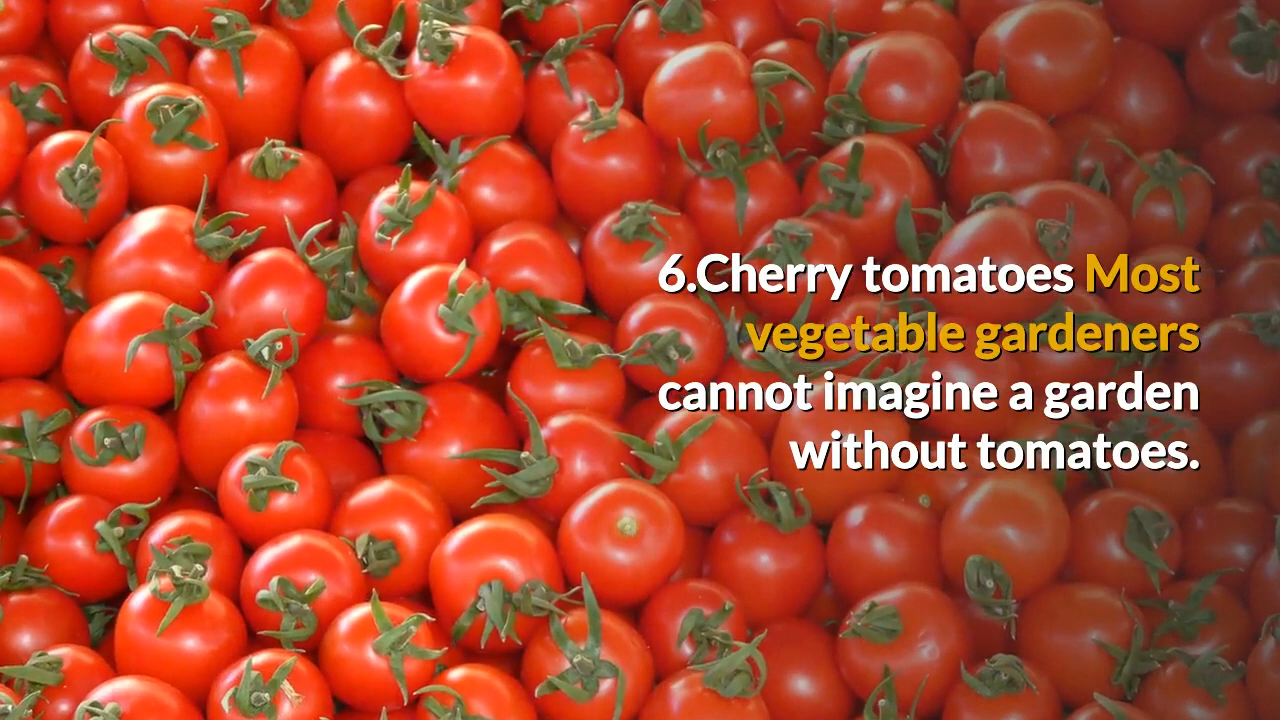 6.Cherry tomatoes Most
vegetable gardeners
cannot imagine a garden
without tomatoes.